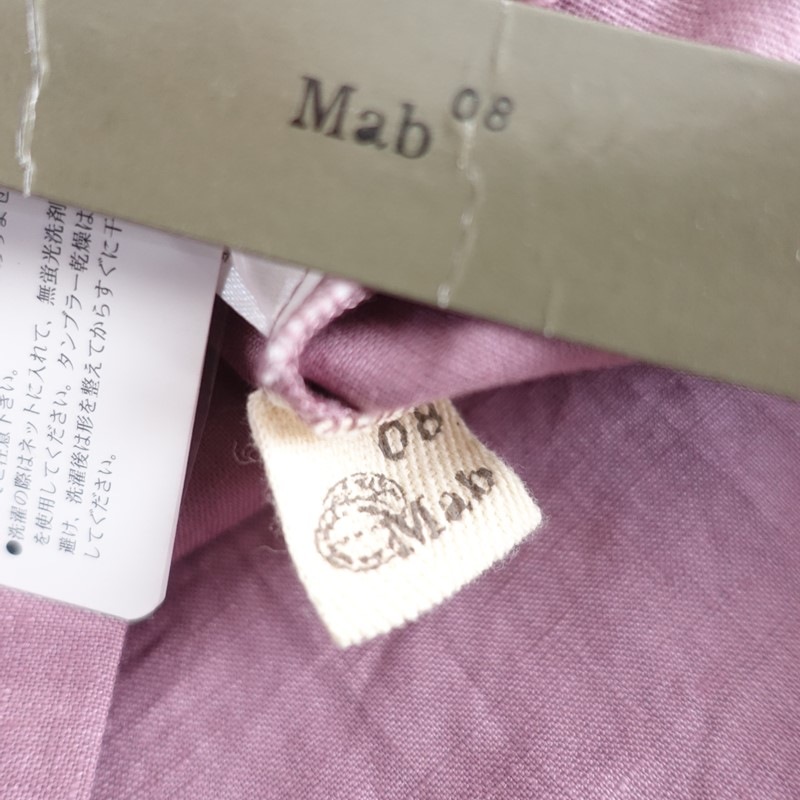 Mab 08
●洗濯の際はネットに入れて、無蛍光洗剤
を使用してください。タンブラー乾燥は
避け、洗濯後は形を整えてからすぐに干
してください。
08
Mab